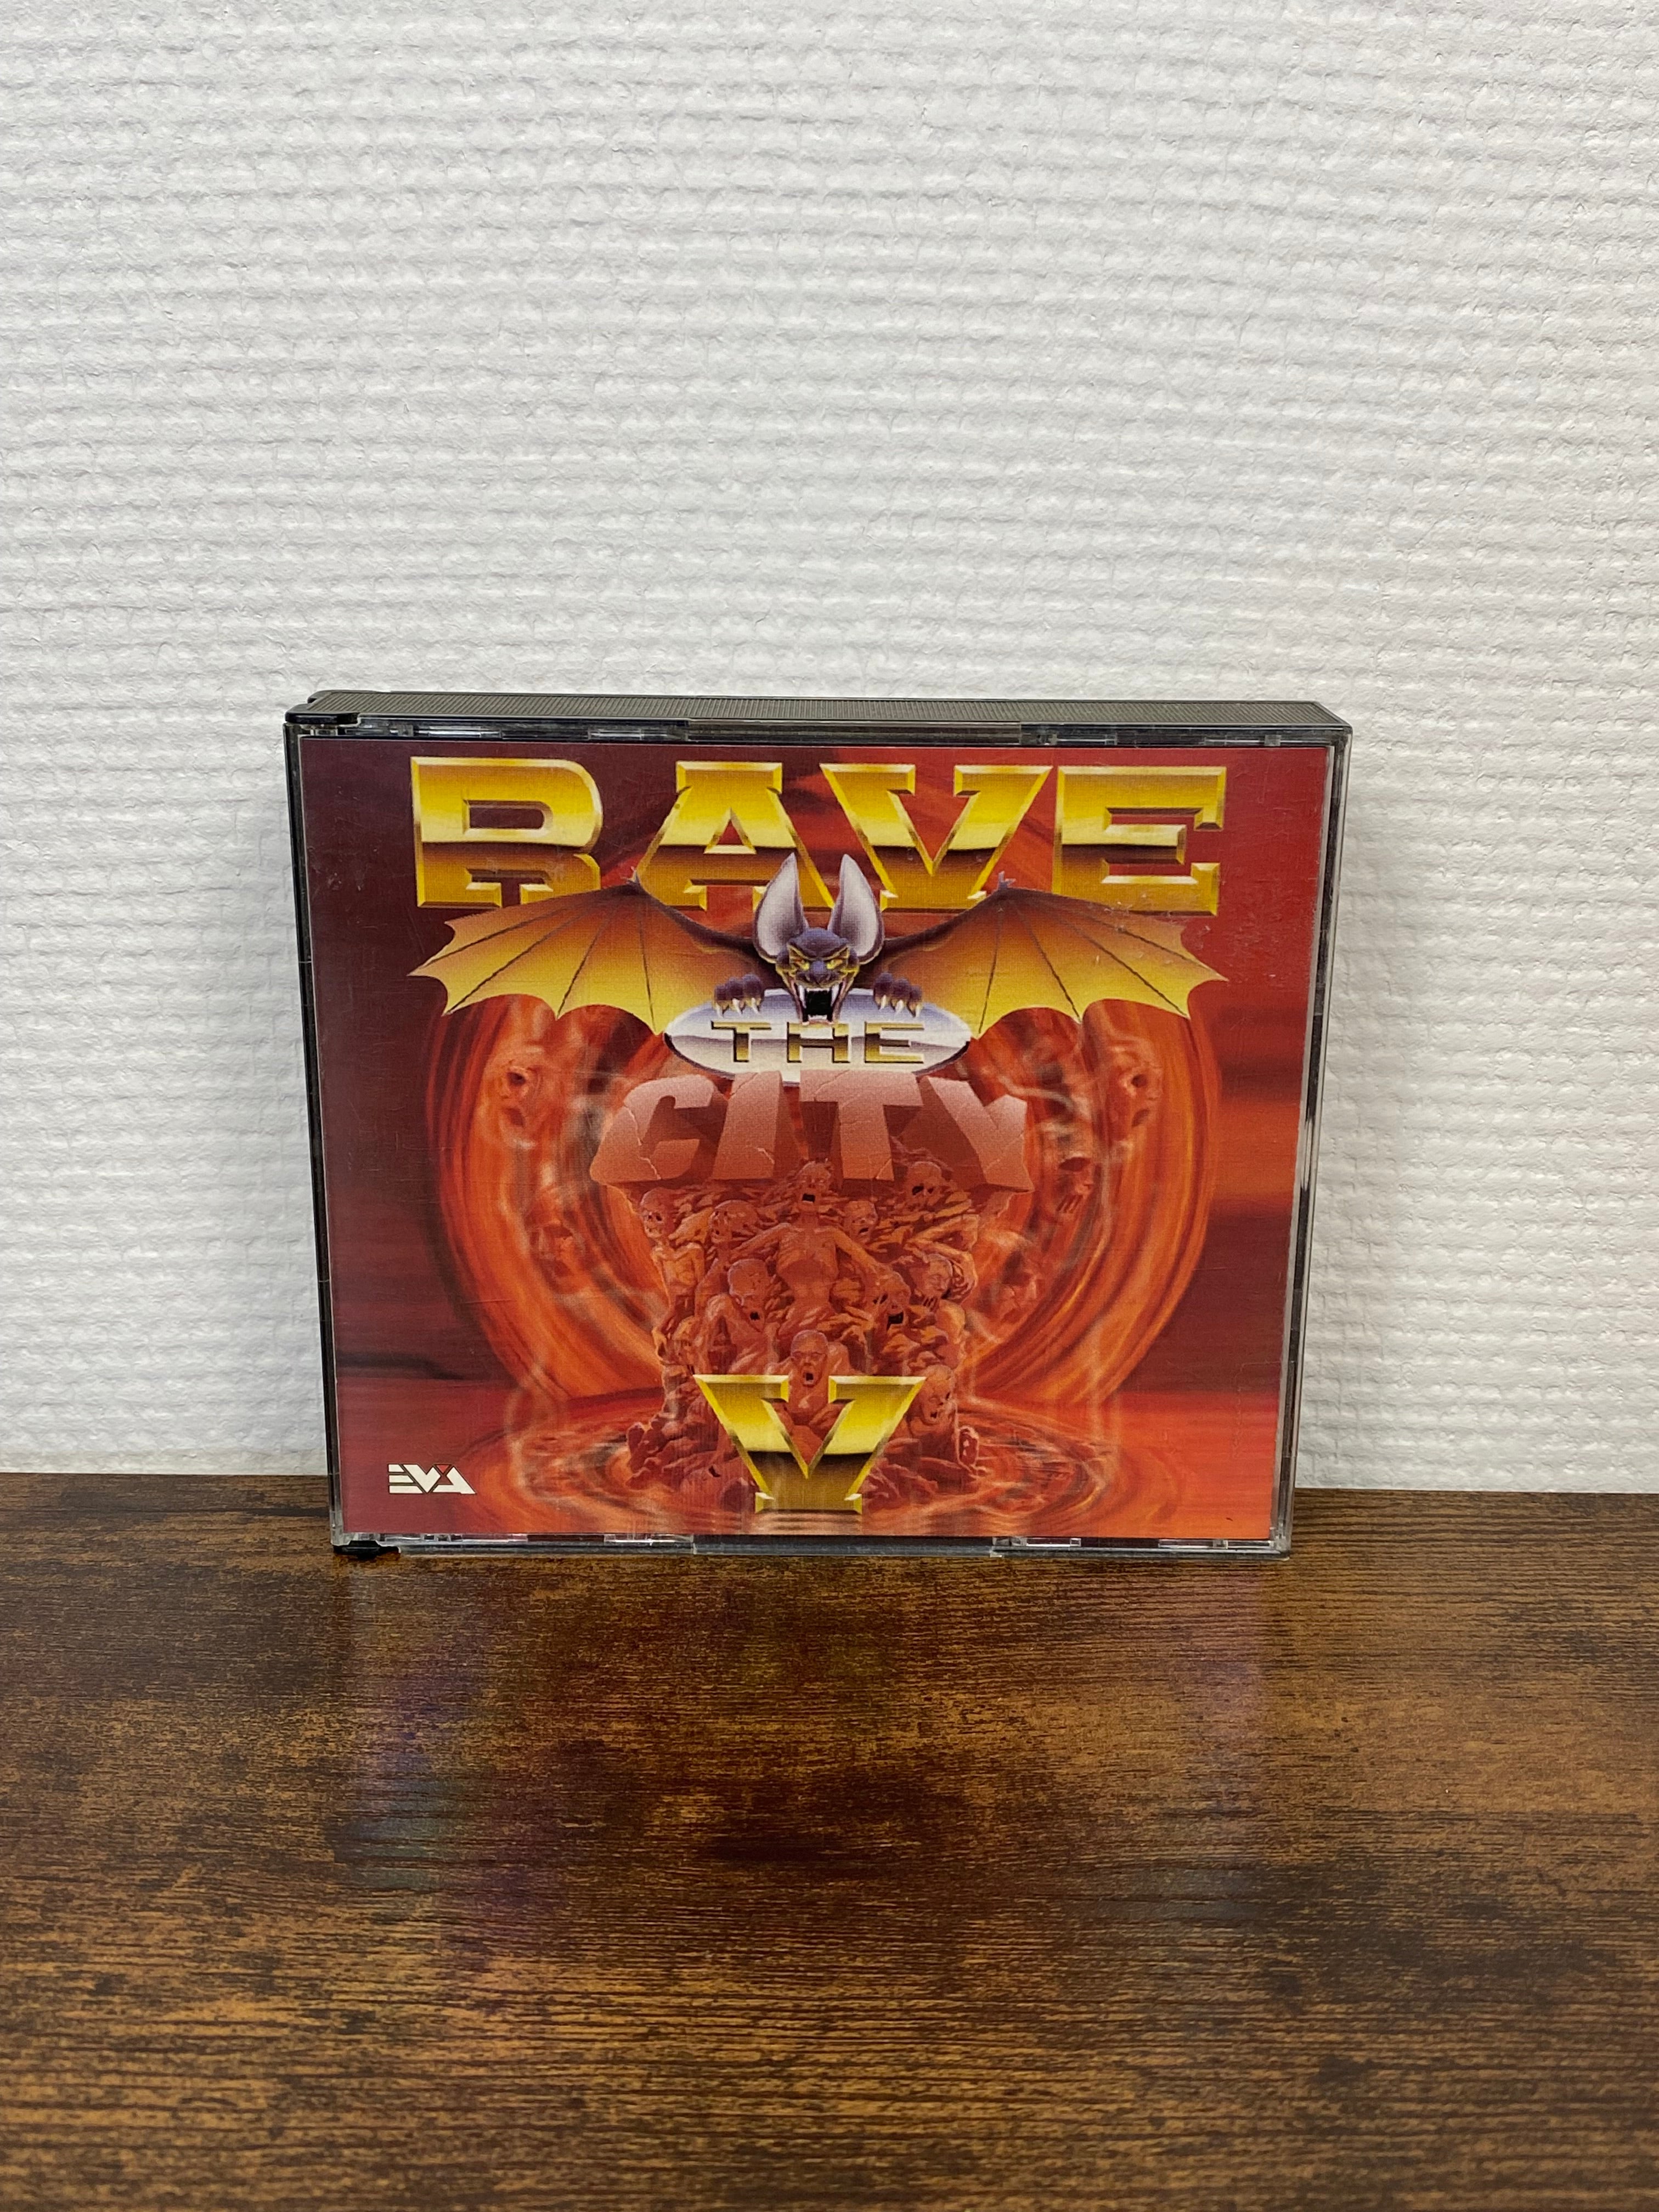 RAVE
THE
CITY
V
EVA